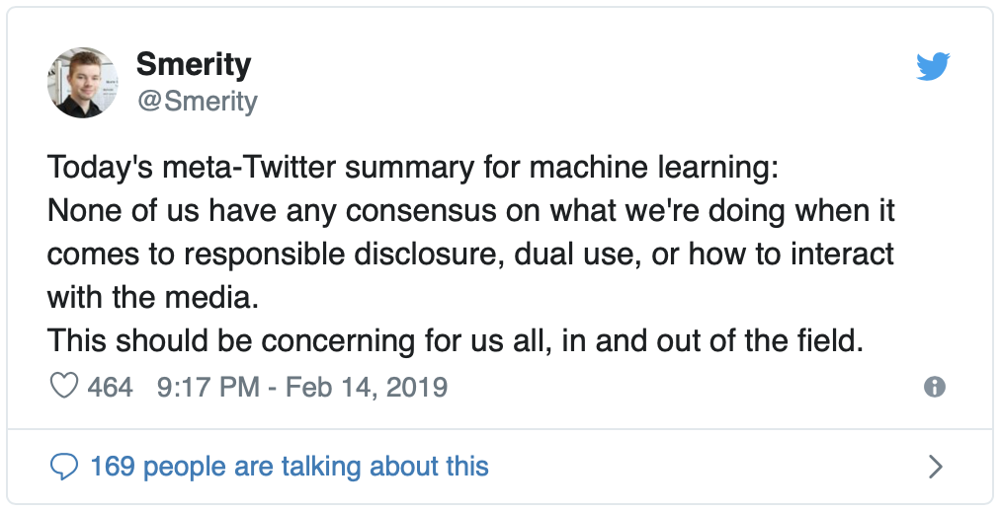 Smerity
@Smerity
Today's meta-Twitter summary for machine learning:
None of us have any consensus on what we're doing when it
comes to responsible disclosure, dual use, or how to interact
with the media.
This should be concerning for us all, in and out of the field.
464 9:17 PM - Feb 14, 2019
169 people are talking about this